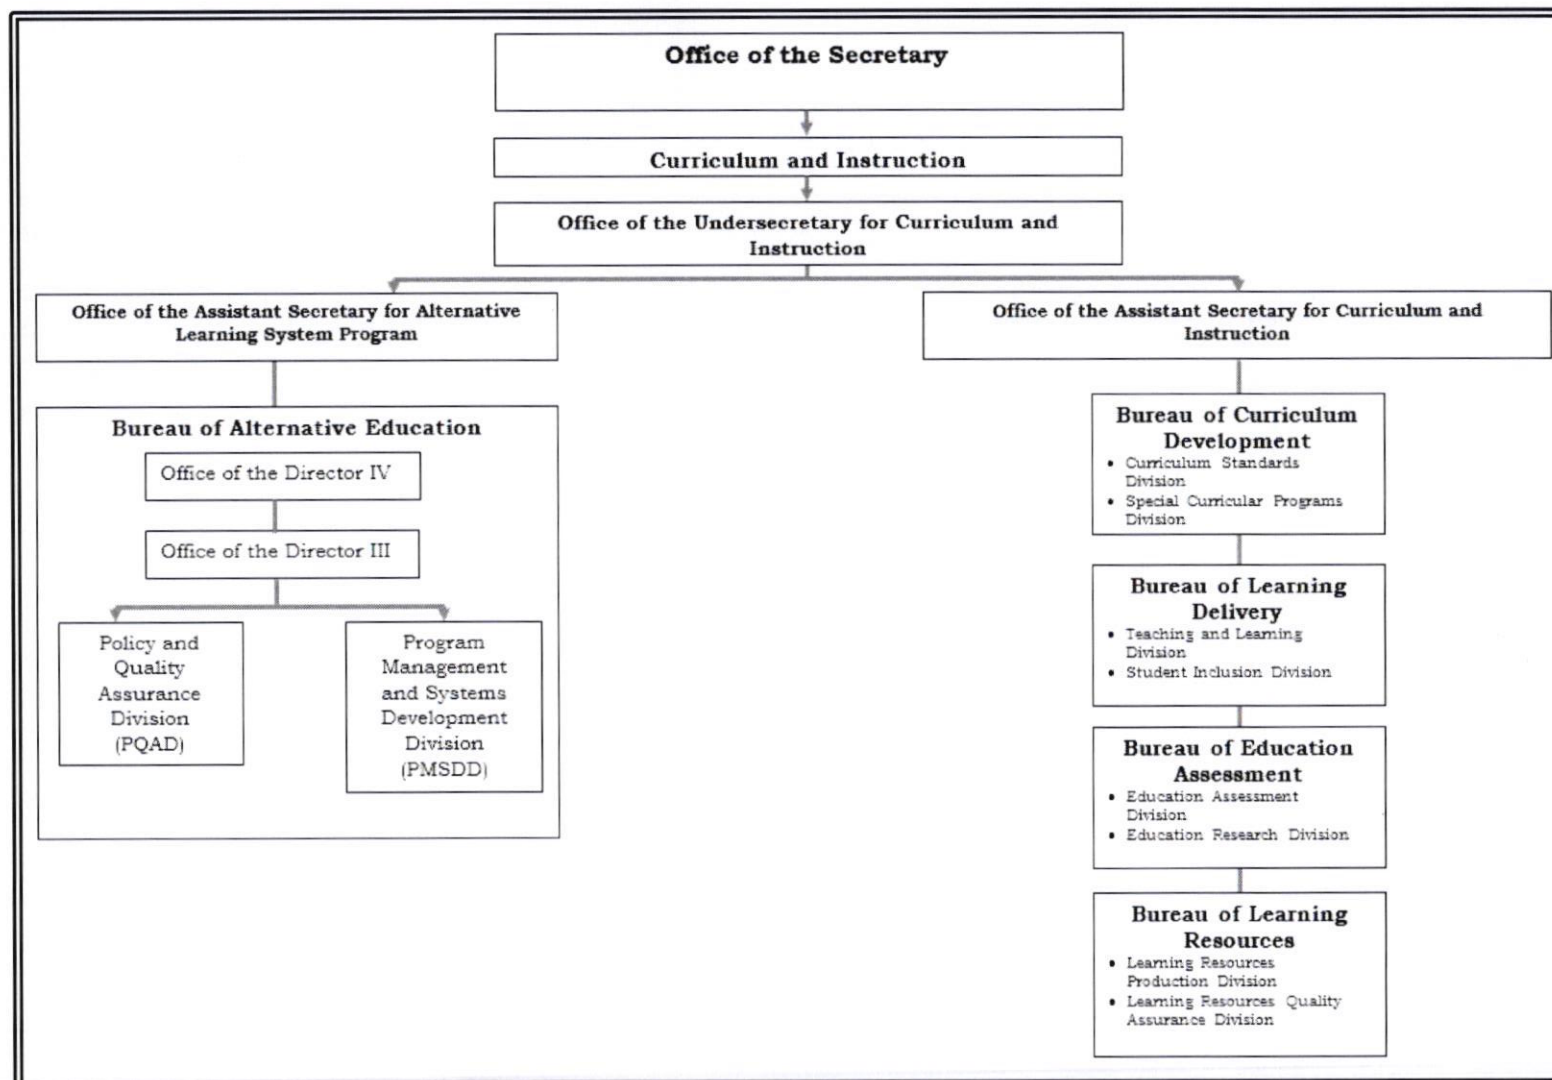 Office of the Secretary
Curriculum and Instruction
Office of the Undersecretary for Curriculum and
Instruction
Office of the Assistant Secretary for Alternative
Learning System Program
Bureau of Alternative Education
Office of the Director IV
Office of the Director III
Policy and
Quality
Assurance
Division
(PQAD)
Program
Management
and Systems
Development
Division
(PMSDD)
Office of the Assistant Secretary for Curriculum and
Instruction
Bureau of Curriculum
Development
• Curriculum Standards
Division
• Special Curricular Programs
Division
Bureau of Learning
Delivery
• Teaching and Learning
Division
• Student Inclusion Division
Bureau of Education
Assessment
• Education Assessment
Division
• Education Research Division
Bureau of Learning
Resources
• Learning Resources
Production Division
• Learning Resources Quality
Assurance Division